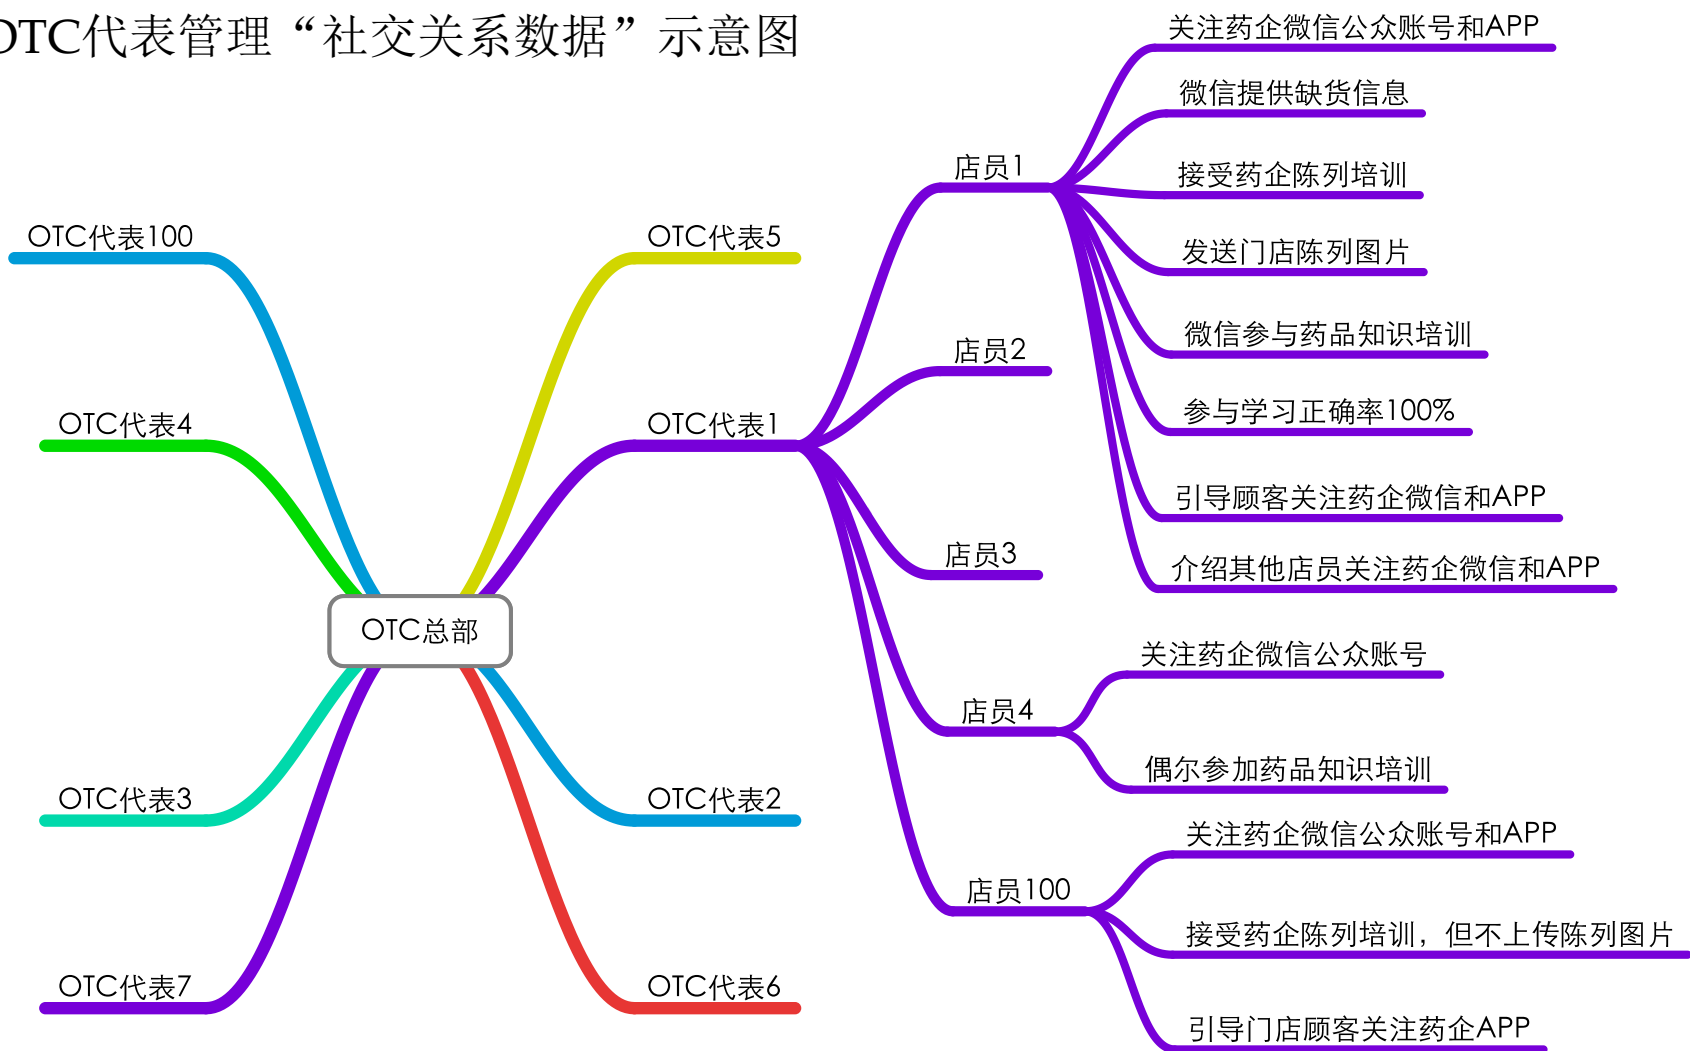 OTC代表管理“社交关系数据”示意图
OTC代表100
OTC代表4
OTC总部
OTC代表3
OTC代表7
OTC代表5
OTC代表1
OTC代表2
OTC代表6
店员1
关注药企微信公众账号和APP
微信提供缺货信息
接受药企陈列培训
发送门店陈列图片
微信参与药品知识培训
参与学习正确率100%
引导顾客关注药企微信和APP
介绍其他店员关注药企微信和APP
店员2
店员3
店员4
关注药企微信公众账号
偶尔参加药品知识培训
店员100
关注药企微信公众账号和APP
接受药企陈列培训，但不上传陈列图片
引导门店顾客关注药企APP